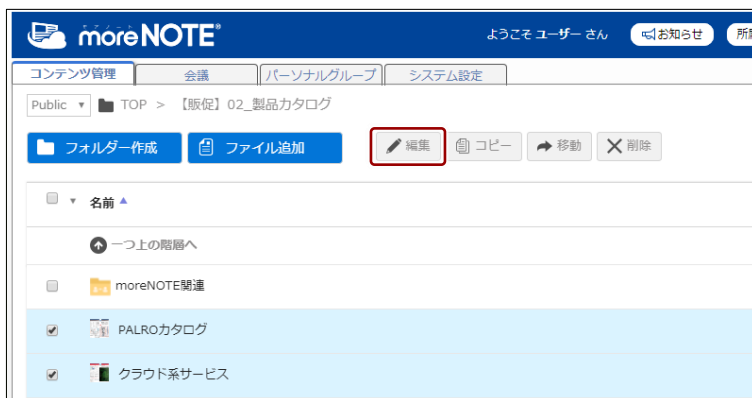 モアノート
moreNOTE® ようこそ ユーザー さん お知らせ
コンテンツ管理 会議 パーソナルグループ システム設定
Public ▼ TOP > 【販促】02_製品カタログ
フォルダー作成 ファイル追加 編集 コピー 移動 削除
▼ 名前 ▲
一つ上の階層へ
moreNOTE関連
PALROカタログ
クラウド系サービス